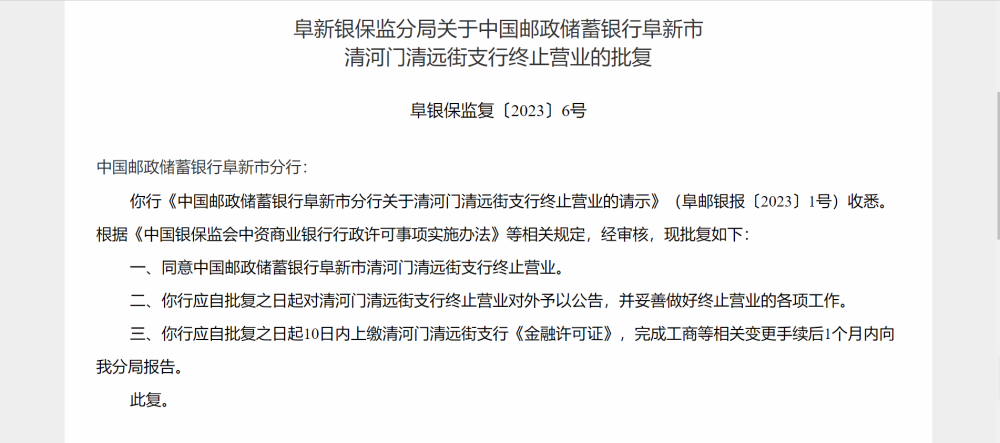 阜新银保监分局关于中国邮政储蓄银行阜新市
清河门清远街支行终止营业的批复
阜银保监复〔2023〕6号
中国邮政储蓄银行阜新市分行：
你行《中国邮政储蓄银行阜新市分行关于清河门清远街支行终止营业的请示》（阜邮银报〔2023〕1号）收悉。
根据《中国银保监会中资商业银行行政许可事项实施办法》等相关规定，经审核，现批复如下：
一、同意中国邮政储蓄银行阜新市清河门清远街支行终止营业。
二、你行应自批复之日起对清河门清远街支行终止营业对外予以公告，并妥善做好终止营业的各项工作。
三、你行应自批复之日起10日内上缴清河门清远街支行《金融许可证》，完成工商等相关变更手续后1个月内向
我分局报告。
此复。